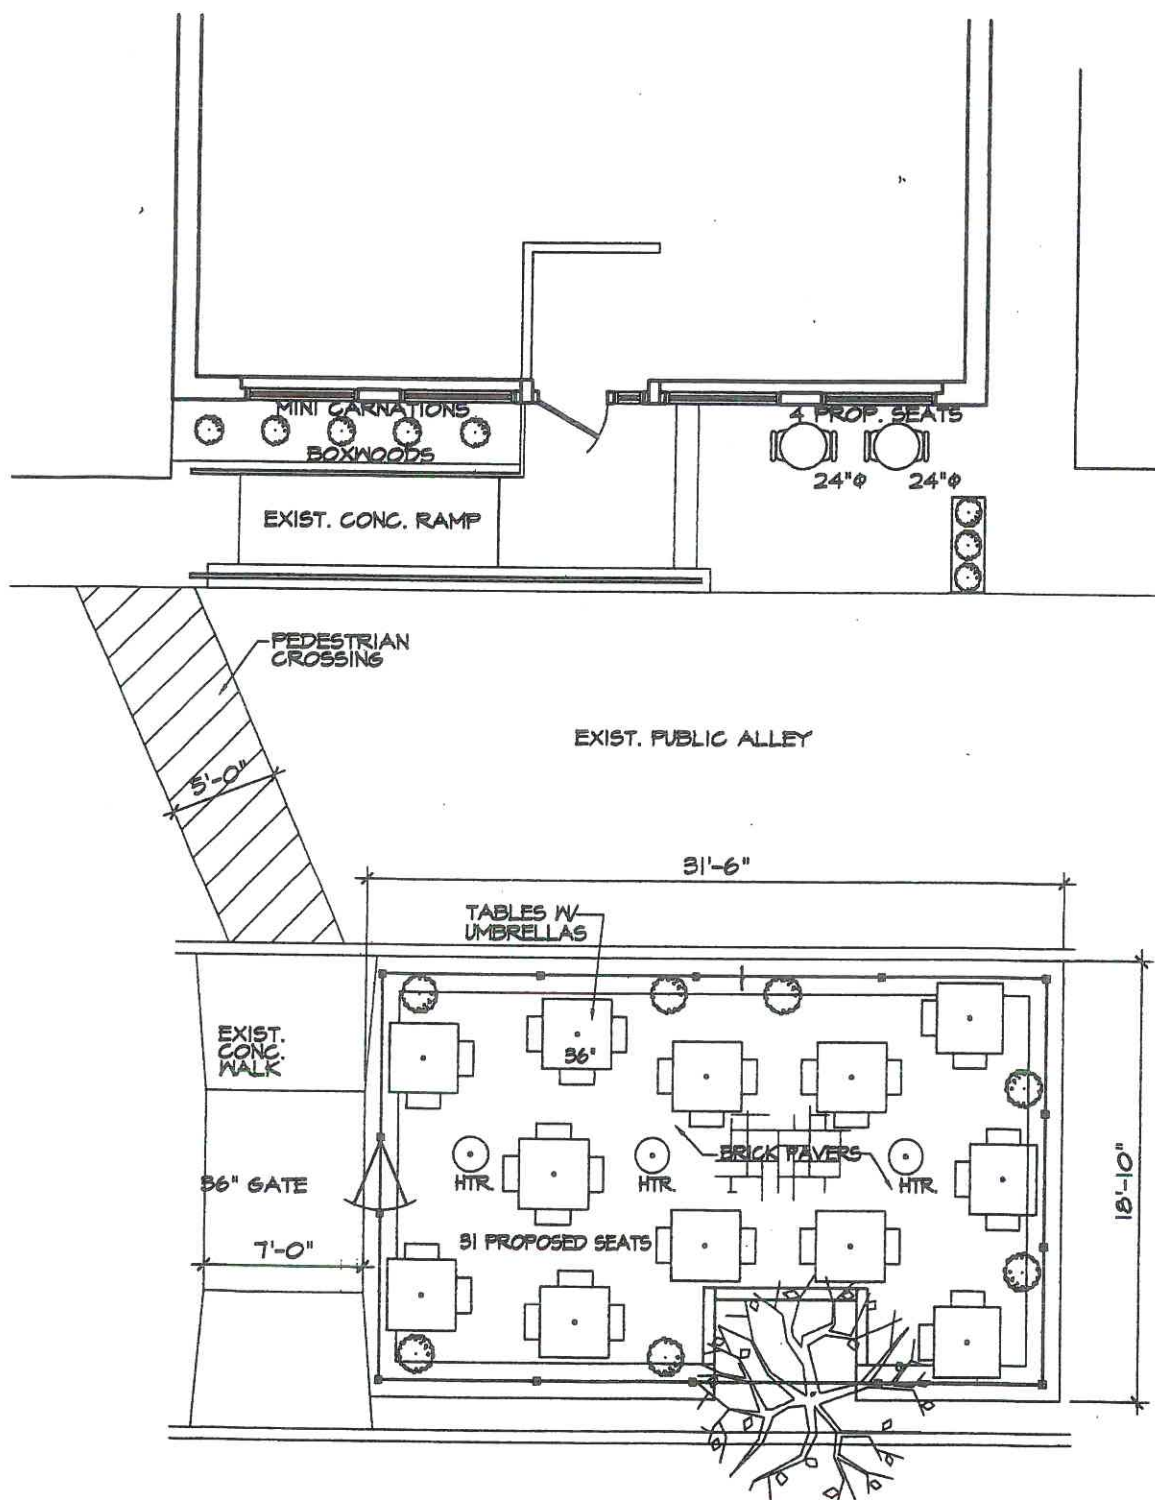 MINI CARNATIONS
BOXWOODS
4 PROP. SEATS
24"Φ
24"Φ
EXIST. CONC. RAMP
PEDESTRIAN
CROSSING
EXIST. PUBLIC ALLEY
5'-0"
31'-6"
TABLES W/
UMBRELLAS
EXIST.
CONC.
WALK
36"
BRICK PAVERS
HTR.
HTR.
HTR.
36" GATE
18'-10"
31 PROPOSED SEATS
7'-0"